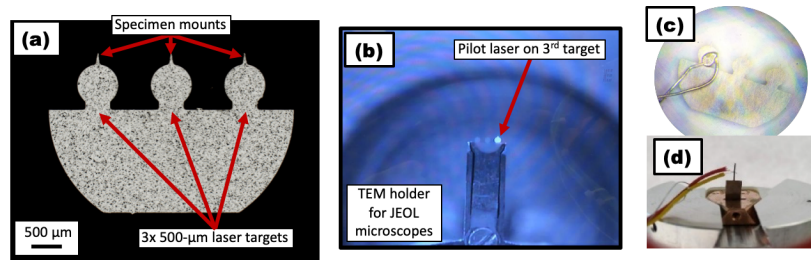 (a)
Specimen mounts
500 µm
3x 500-µm laser targets
(b)
Pilot laser on 3rd target
TEM holder
for JEOL
microscopes
(c)
(d)